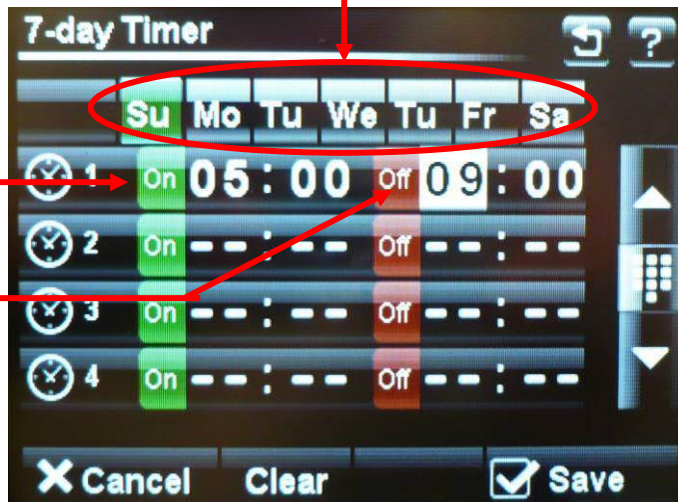 7-day Timer ?
Su Mo Tu We Tu Fr Sa
1 On 05:00 Off 09:00
2 On --:-- Off --:--
3 On --:-- Off --:--
4 On --:-- Off --:--
Cancel Clear Save